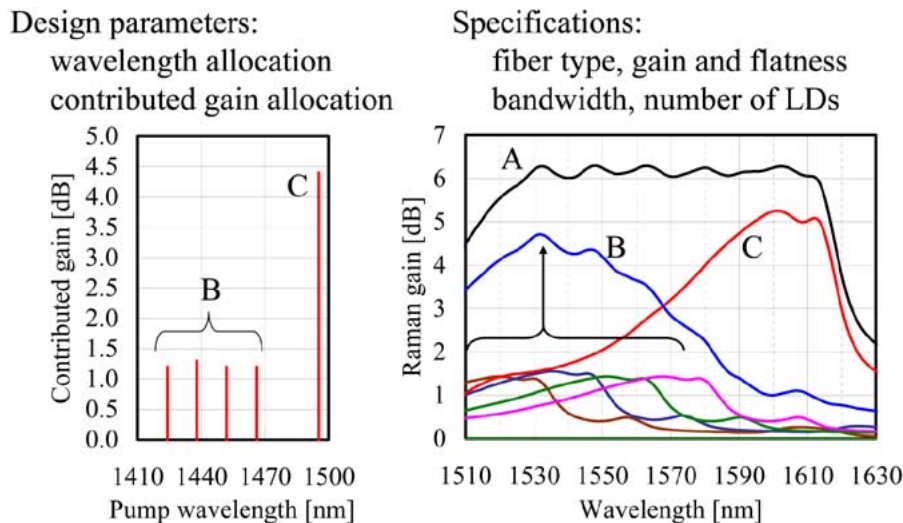 Design parameters:
wavelength allocation
contributed gain allocation
Specifications:
fiber type, gain and flatness
bandwidth, number of LDs
Contributed gain [dB]
5.0
4.5
4.0
3.5
3.0
2.5
2.0
1.5
1.0
0.5
0.0
C
B
1410 1440 1470 1500
Pump wavelength [nm]
Raman gain [dB]
7
6
5
4
3
2
1
0
A
B
C
1510 1530 1550 1570 1590 1610 1630
Wavelength [nm]